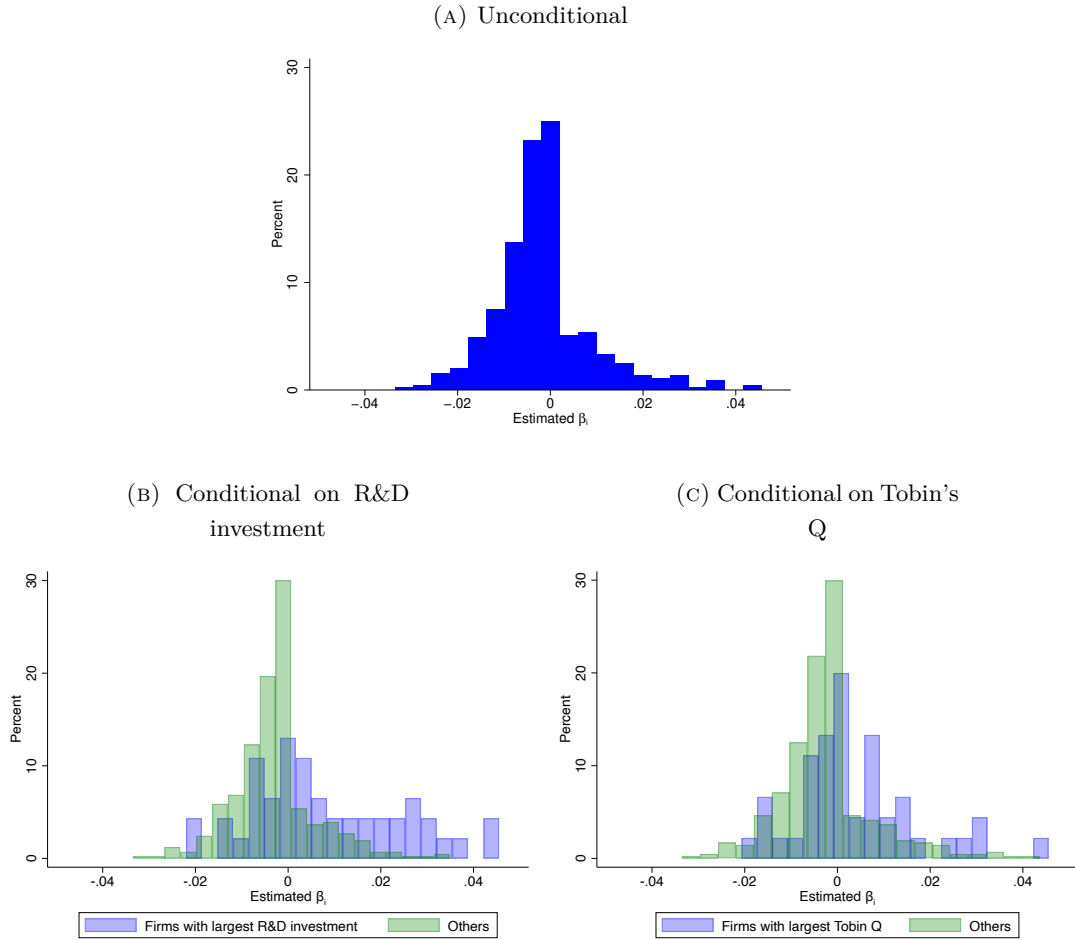 (A) Unconditional
30
20
10
0
Percent
-.04 -.02 0 .02 .04
Estimated βi
(B) Conditional on R&D
investment
30
20
10
0
Percent
-.04 -.02 0 .02 .04
Estimated βi
Firms with largest R&D investment Others
(C) Conditional on Tobin's
Q
30
20
10
0
Percent
-.04 -.02 0 .02 .04
Estimated βi
Firms with largest Tobin Q Others